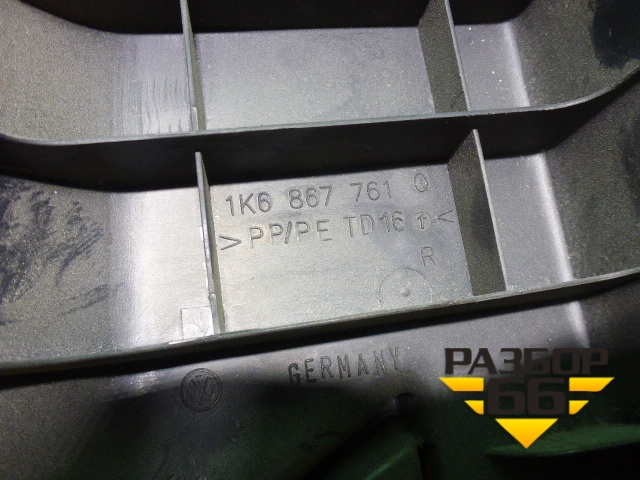 1K6 867 761 Q
>PP/PE TD16<
R
GERMANY
РАЗБОР
66